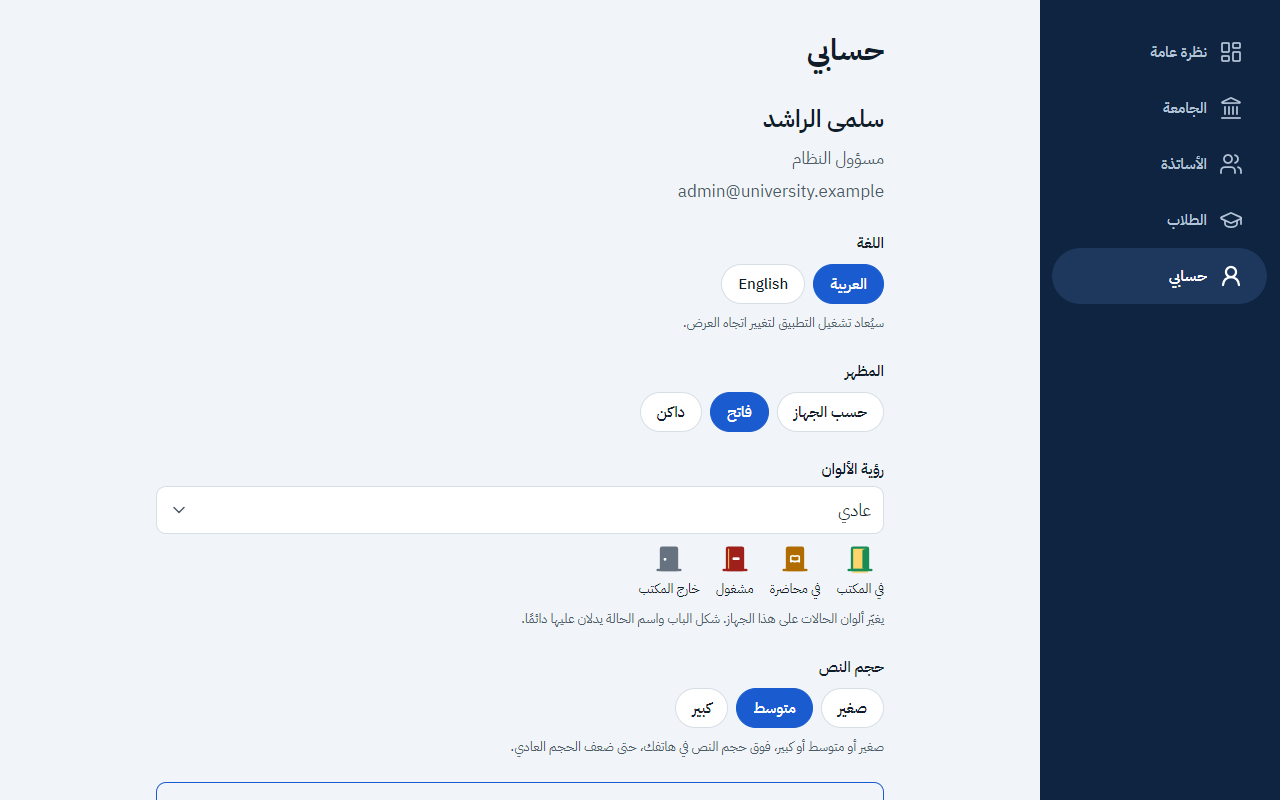 نظرة عامة
الجامعة
الأساتذة
الطلاب
حسابي
حسابي
سلمى الراشد
مسؤول النظام
admin@university.example
اللغة
العربية English
سيُعاد تشغيل التطبيق لتغيير اتجاه العرض.
المظهر
حسب الجهاز فاتح داكن
رؤية الألوان
عادي
في المكتب في محاضرة مشغول خارج المكتب
يغيّر ألوان الحالات على هذا الجهاز. شكل الباب واسم الحالة يدلان عليها دائمًا.
حجم النص
صغير متوسط كبير
صغير أو متوسط أو كبير، فوق حجم النص في هاتفك، حتى ضعف الحجم العادي.